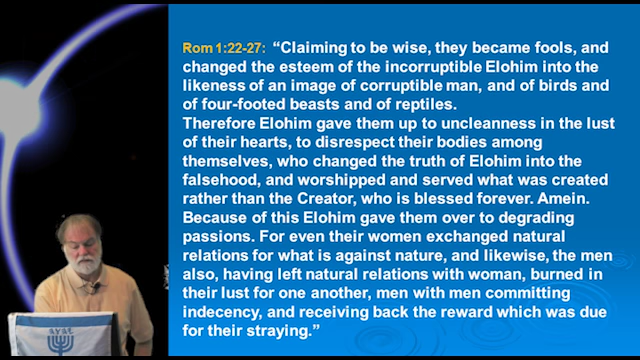 Rom 1:22-27: “Claiming to be wise, they became fools, and
changed the esteem of the incorruptible Elohim into the
likeness of an image of corruptible man, and of birds and
of four-footed beasts and of reptiles.
Therefore Elohim gave them up to uncleanness in the lust
of their hearts, to disrespect their bodies among
themselves, who changed the truth of Elohim into the
falsehood, and worshipped and served what was created
rather than the Creator, who is blessed forever. Amein.
Because of this Elohim gave them over to degrading
passions. For even their women exchanged natural
relations for what is against nature, and likewise, the men
also, having left natural relations with woman, burned in
their lust for one another, men with men committing
indecency, and receiving back the reward which was due
for their straying.”